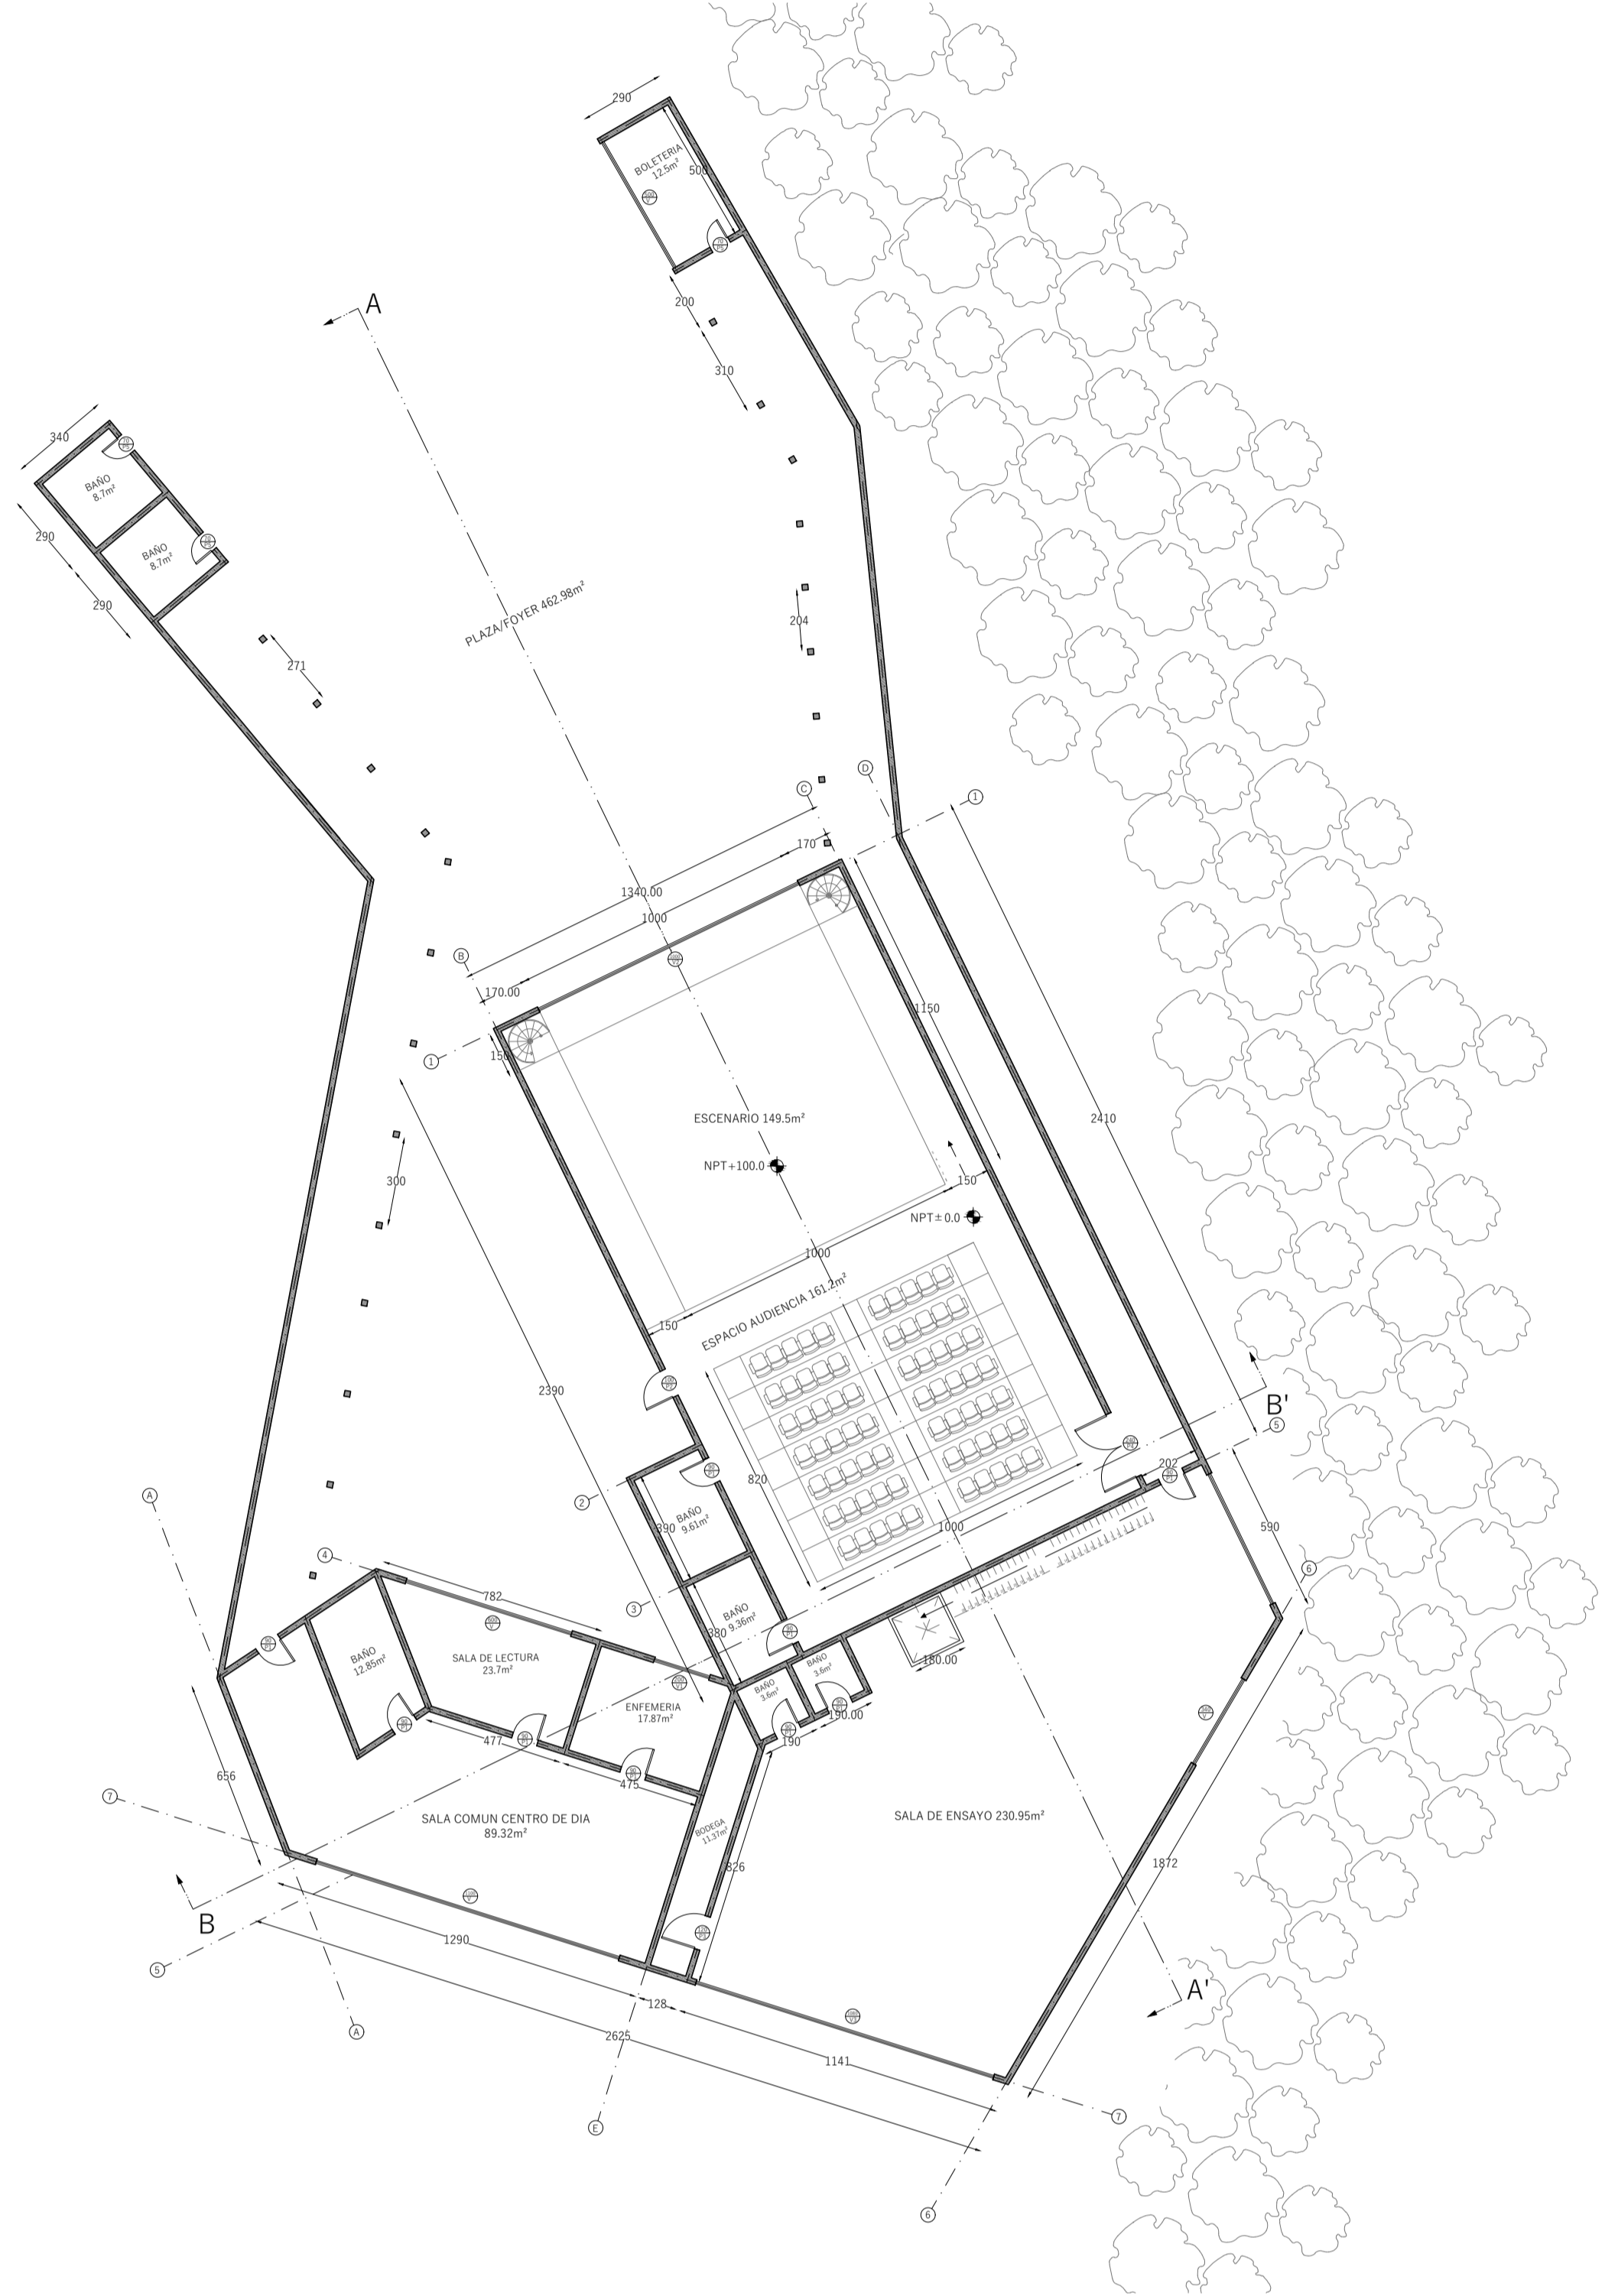 290
BOLETERIA
12.5m²
500
200
310
A
340
BAÑO
8.7m²
290
BAÑO
8.7m²
290
271
PLAZA/FOYER 462.98m²
204
D
C
1
170
1340.00
1000
B
170.00
1
150
1150
ESCENARIO 149.5m²
2410
NPT+100.0
300
150
NPT±0.0
1000
ESPACIO AUDIENCIA 161.2m²
150
2390
B'
5
202
820
A
2
BAÑO
9.61m²
390
1000
590
4
6
782
3
BAÑO
9.36m²
380
BAÑO
12.85m²
SALA DE LECTURA
23.7m²
BAÑO
3.6m²
BAÑO
3.6m²
180.00
ENFEMERIA
17.87m²
190.00
190
477
475
656
7
SALA COMUN CENTRO DE DIA
89.32m²
BODEGA
11.37m²
SALA DE ENSAYO 230.95m²
826
1872
B
1290
5
A'
128
A
2625
1141
E
7
6